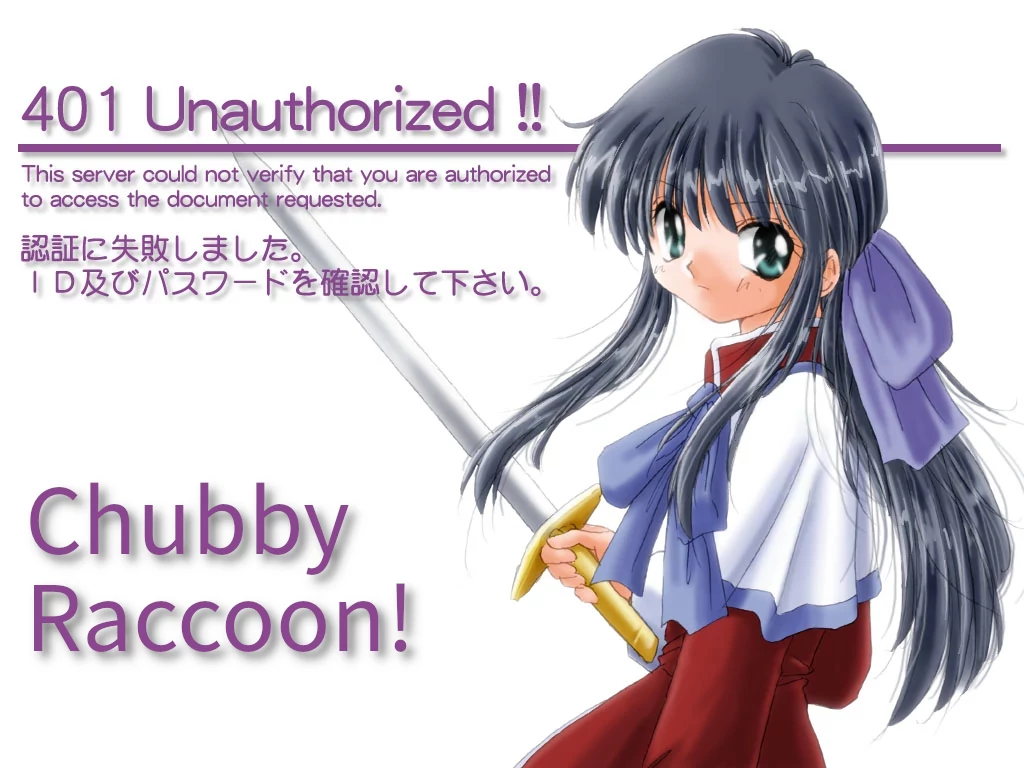 401 Unauthorized !!
This server could not verify that you are authorized
to access the document requested.
認証に失敗しました。
ＩＤ及びパスワードを確認して下さい。
Chubby
Raccoon!